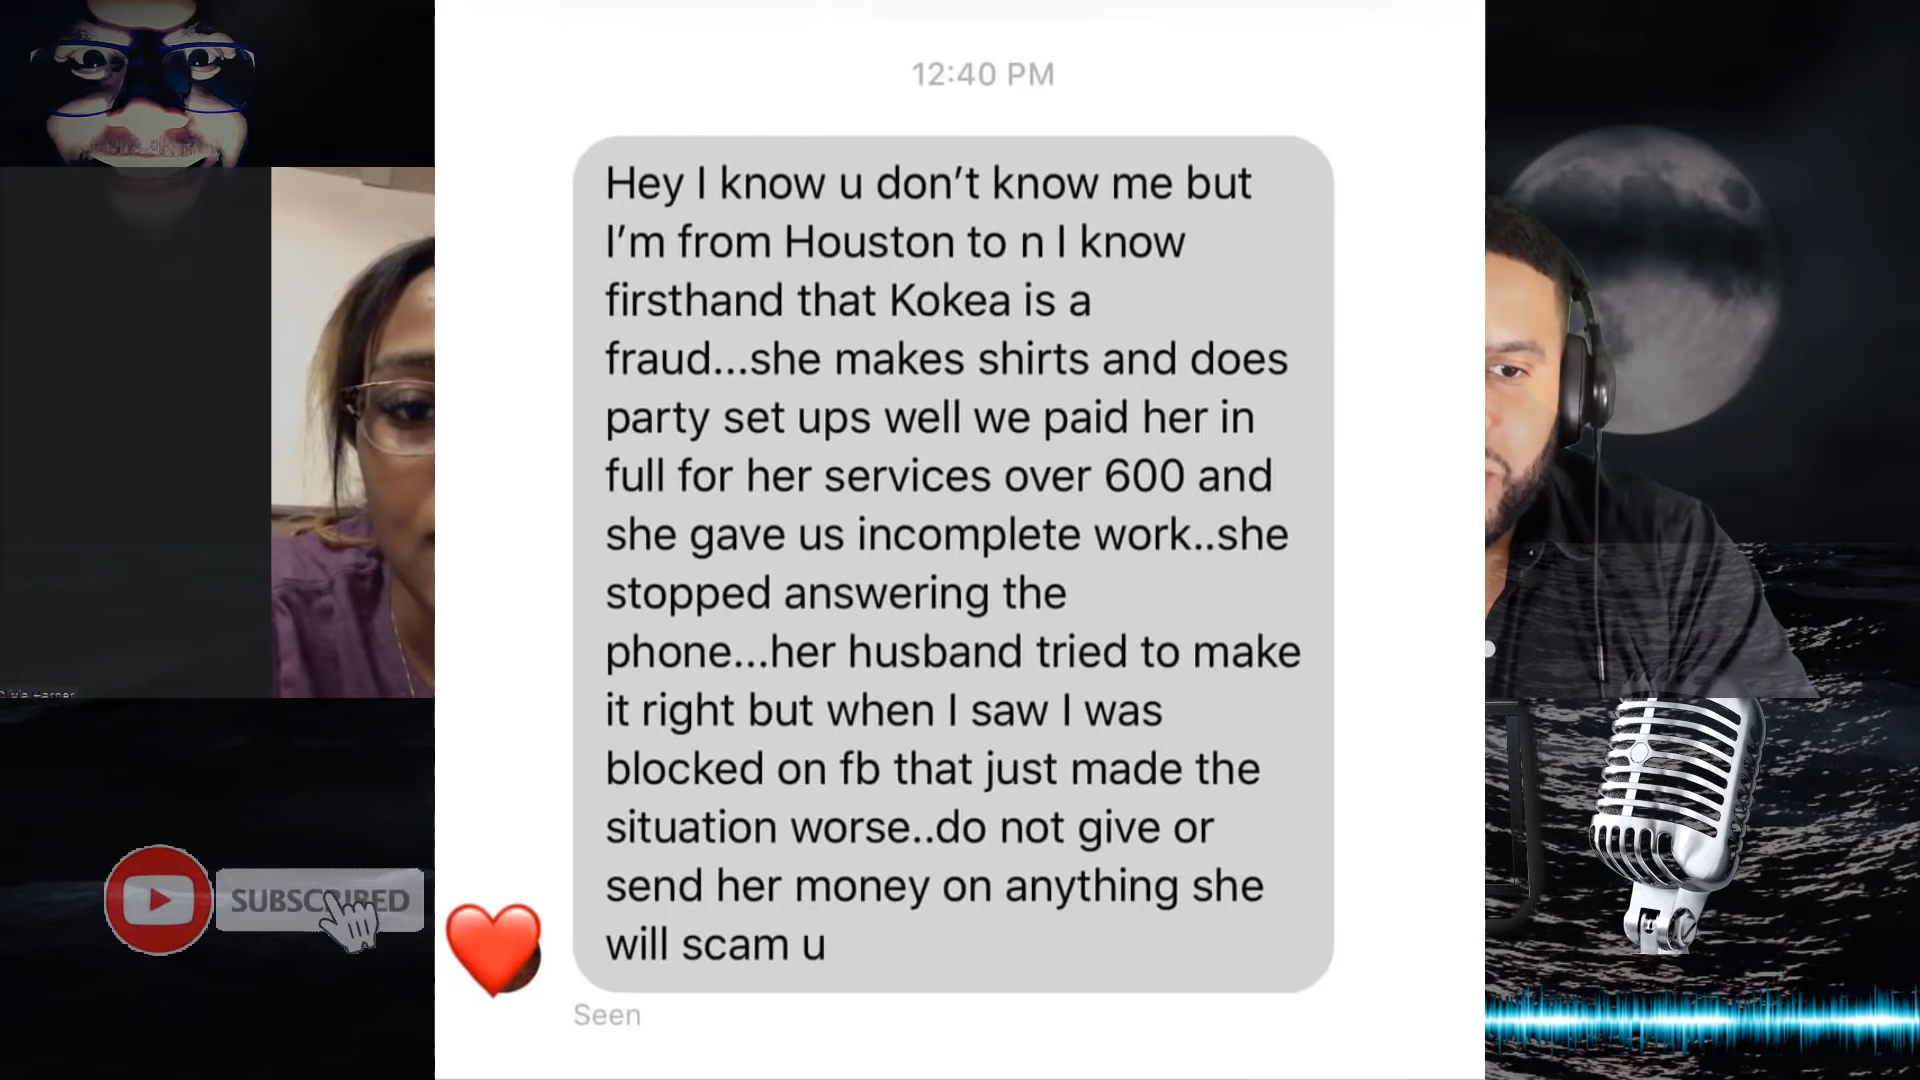 12:40 PM
Hey I know u don’t know me but
I’m from Houston to n I know
firsthand that Kokea is a
fraud...she makes shirts and does
party set ups well we paid her in
full for her services over 600 and
she gave us incomplete work..she
stopped answering the
phone...her husband tried to make
it right but when I saw I was
blocked on fb that just made the
situation worse..do not give or
send her money on anything she
will scam u
Seen
SUBSCRIBED